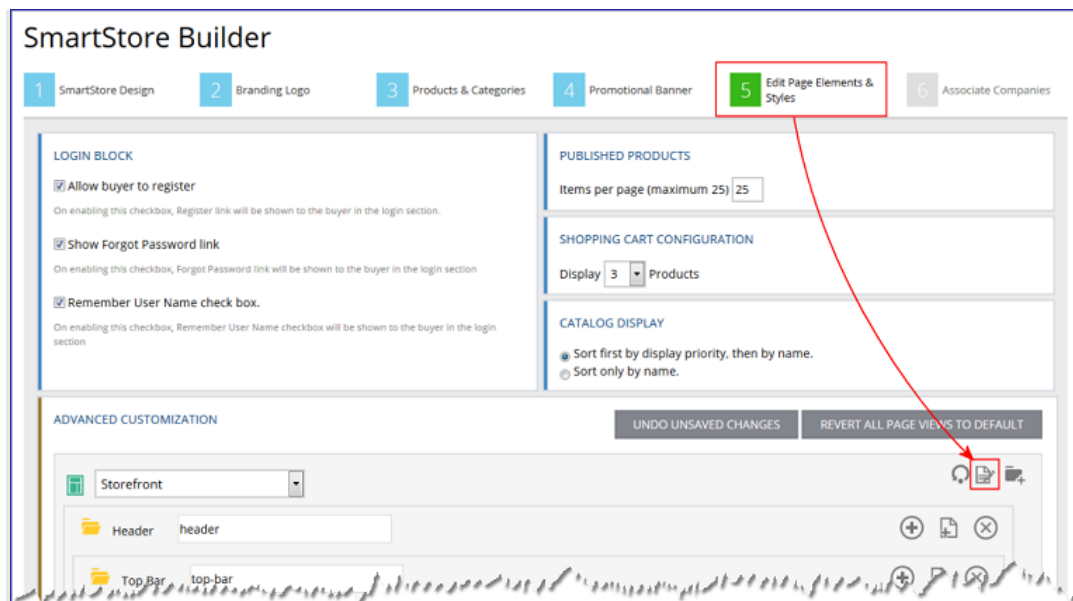 SmartStore Builder
1 SmartStore Design
2 Branding Logo
3 Products & Categories
4 Promotional Banner
5 Edit Page Elements &
Styles
6 Associate Companies
LOGIN BLOCK
Allow buyer to register
On enabling this checkbox, Register link will be shown to the buyer in the login section.
Show Forgot Password link
On enabling this checkbox, Forgot Password link will be shown to the buyer in the login section
Remember User Name check box.
On enabling this checkbox, Remember User Name checkbox will be shown to the buyer in the login
section
PUBLISHED PRODUCTS
Items per page (maximum 25) 25
SHOPPING CART CONFIGURATION
Display 3 Products
CATALOG DISPLAY
Sort first by display priority, then by name.
Sort only by name.
ADVANCED CUSTOMIZATION
UNDO UNSAVED CHANGES
REVERT ALL PAGE VIEWS TO DEFAULT
Storefront
Header header
Top Bar top-bar